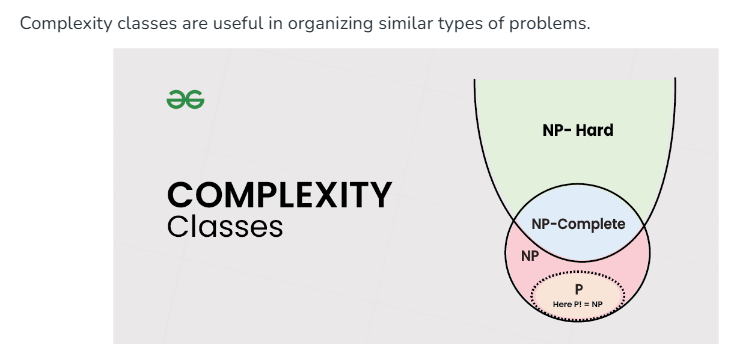 Complexity classes are useful in organizing similar types of problems.
COMPLEXITY
Classes
NP- Hard
NP-Complete
NP
P
Here P! = NP